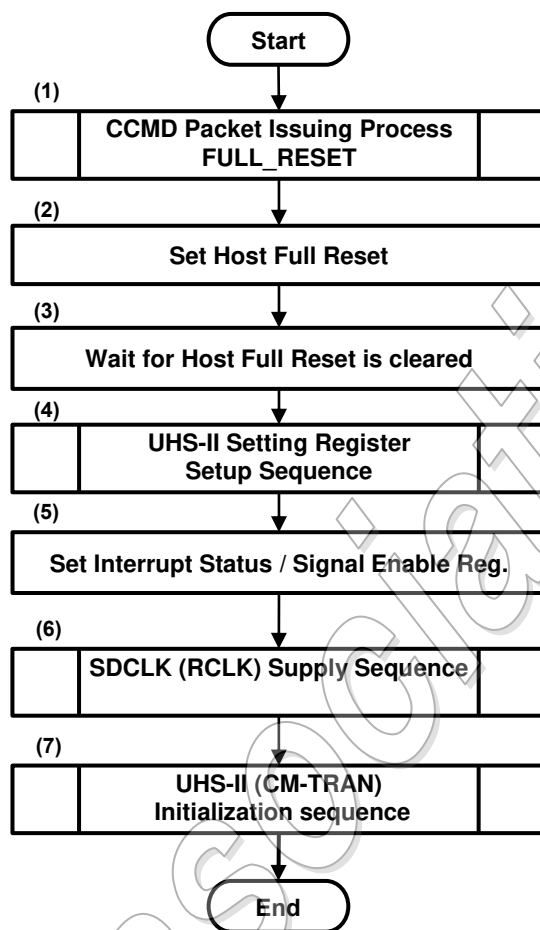 Start
(1)
CCMD Packet Issuing Process
FULL_RESET
(2)
Set Host Full Reset
(3)
Wait for Host Full Reset is cleared
(4)
UHS-II Setting Register
Setup Sequence
(5)
Set Interrupt Status / Signal Enable Reg.
(6)
SDCLK (RCLK) Supply Sequence
(7)
UHS-II (CM-TRAN)
Initialization sequence
End